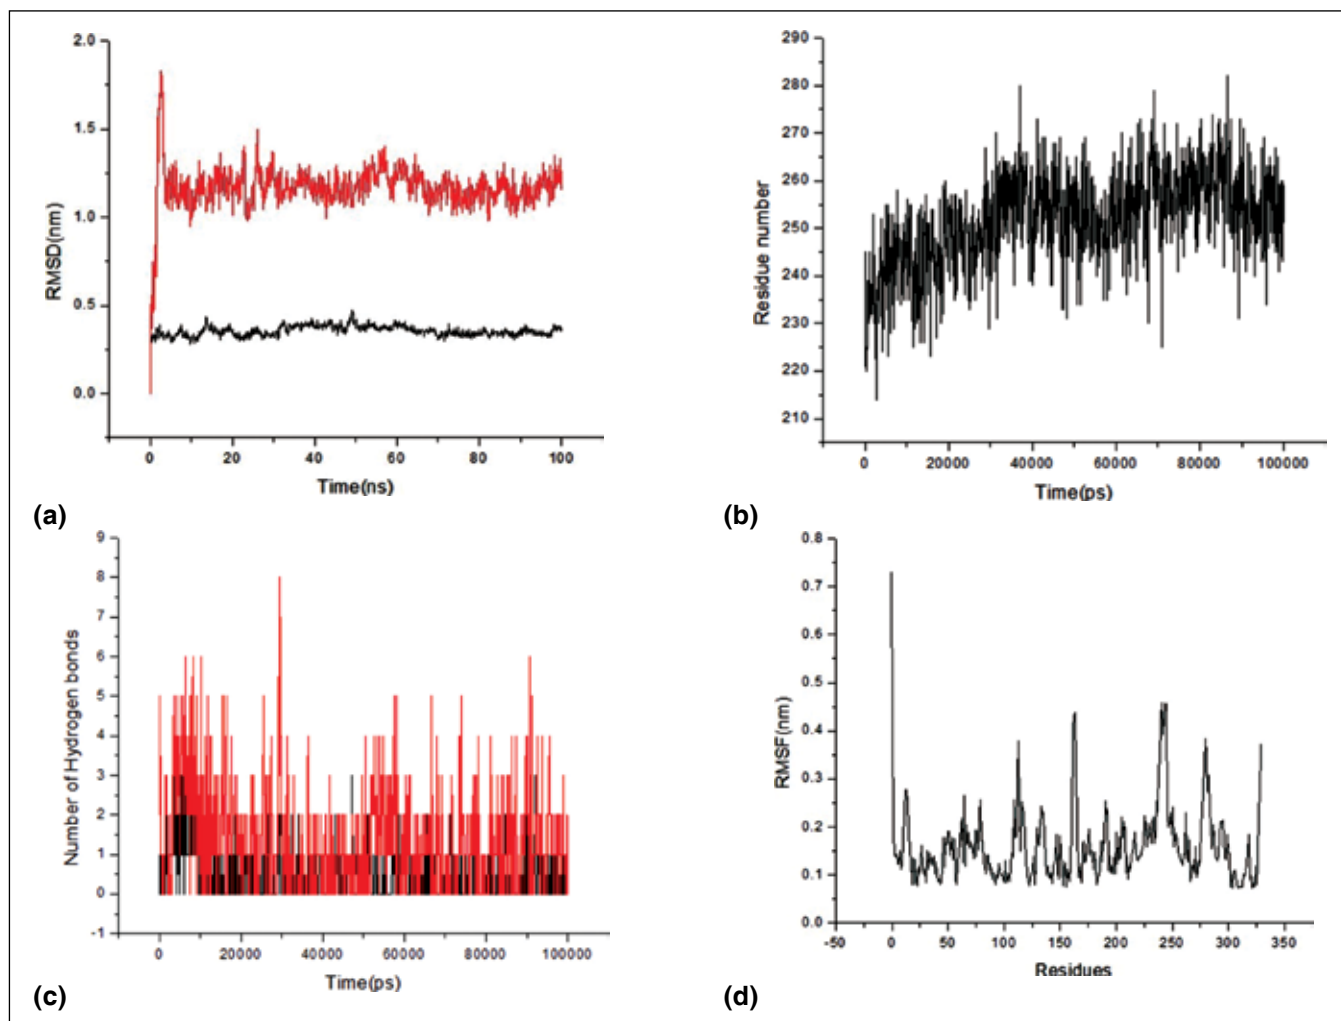 2.0
1.5
1.0
0.5
0.0
RMSD(nm)
0 20 40 60 80 100
Time(ns)
(a)
290
280
270
260
250
240
230
220
210
Residue number
0 20000 40000 60000 80000 100000
Time(ps)
(b)
9
8
7
6
5
4
3
2
1
0
-1
Number of Hydrogen bonds
0 20000 40000 60000 80000 100000
Time(ps)
(c)
0.8
0.7
0.6
0.5
0.4
0.3
0.2
0.1
0.0
RMSF(nm)
-50 0 50 100 150 200 250 300 350
Residues
(d)